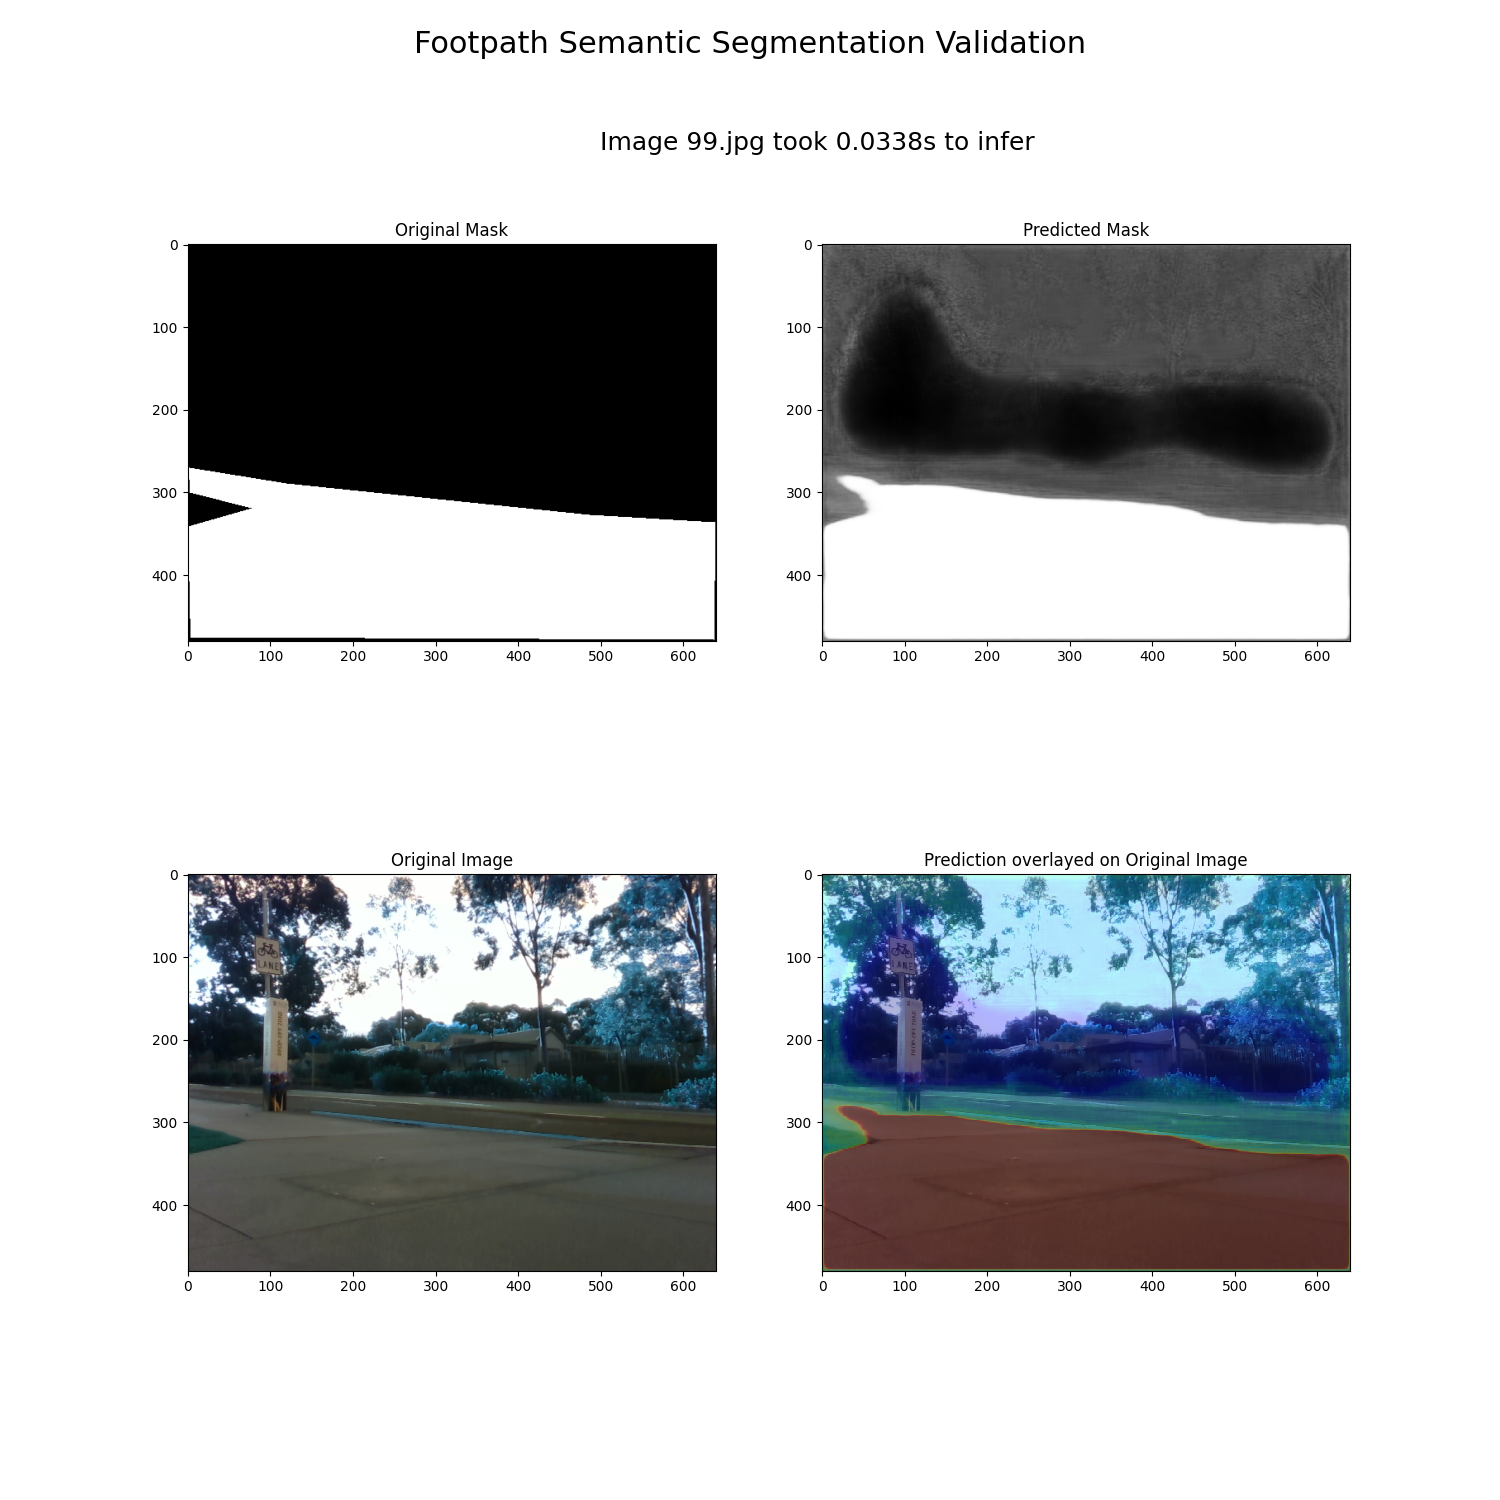 Footpath Semantic Segmentation Validation
Image 99.jpg took 0.0338s to infer
Original Mask
Predicted Mask
0
100
200
300
400
0 100 200 300 400 500 600
0
100
200
300
400
0 100 200 300 400 500 600
Original Image
Prediction overlayed on Original Image
0
100
200
300
400
LANE
0 100 200 300 400 500 600
0
100
200
300
400
LANE
0 100 200 300 400 500 600